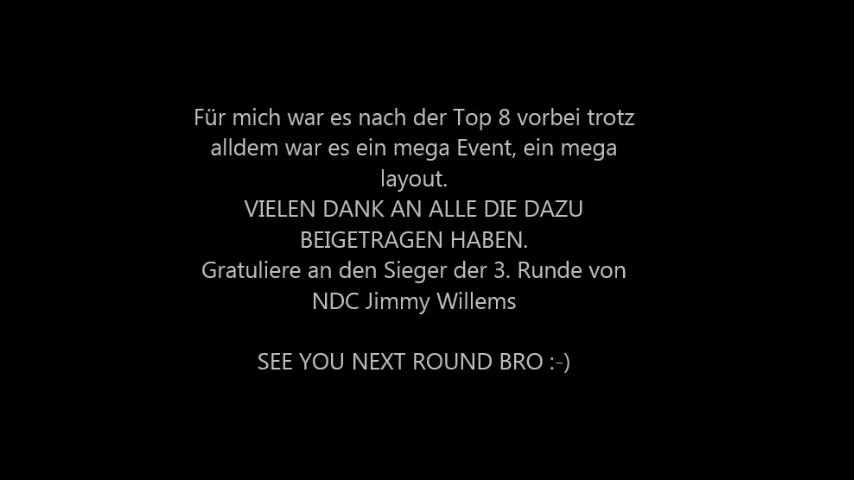 Für mich war es nach der Top 8 vorbei trotz
alldem war es ein mega Event, ein mega
layout.
VIELEN DANK AN ALLE DIE DAZU
BEIGETRAGEN HABEN.
Gratuliere an den Sieger der 3. Runde von
NDC Jimmy Willems
SEE YOU NEXT ROUND BRO :-)